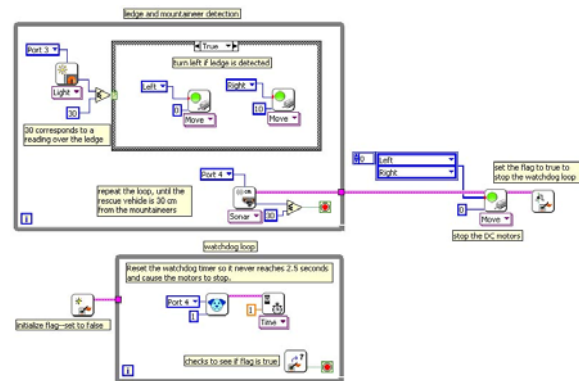 ledge and mountaineer detection
True
Port 3
turn left if ledge is detected
Light
Left
Right
30
0
10
Move
Move
30 corresponds to a
reading over the ledge
Port 4
repeat the loop, until the
rescue vehicle is 30 cm
from the mountaineers
cm
Sonar
30
i
0
Left
Right
set the flag to true to
stop the watchdog loop
0
Move
stop the DC motors
watchdog loop
Reset the watchdog timer so it never reaches 2.5 seconds
and cause the motors to stop.
Port 4
1
1
Time
initialize flag--set to false
checks to see if flag is true
?
i